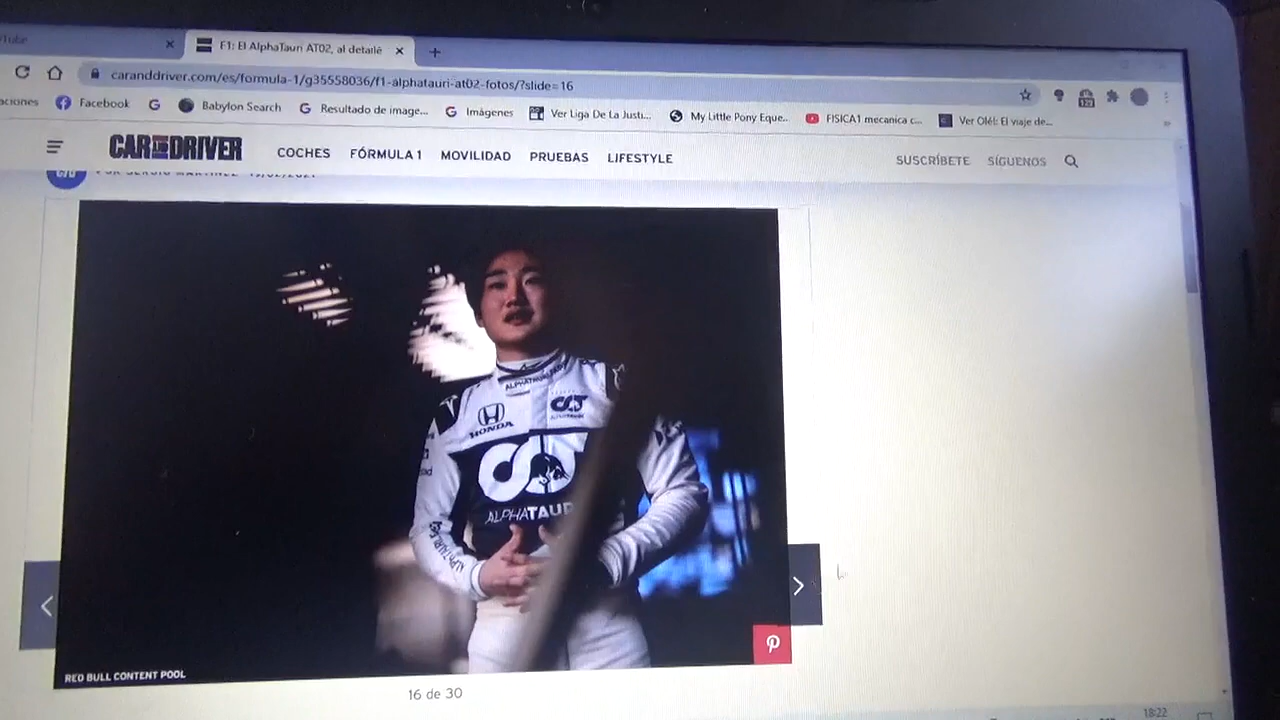 F1: El AlphaTauri AT02, al detalle
caranddriver.com/es/formula-1/g35558036/f1-alphatauri-at02-fotos/?slide=16
Facebook
Babylon Search
Resultado de image...
Imágenes
Ver Liga De La Justi...
My Little Pony Eque...
FISICA1 mecanica c...
Ver Olé!: El viaje de...
CAR AND DRIVER
COCHES
FÓRMULA 1
MOVILIDAD
PRUEBAS
LIFESTYLE
SUSCRÍBETE
SÍGUENOS
HONDA
ALPHATAURI
RED BULL CONTENT POOL
16 de 30
18:22